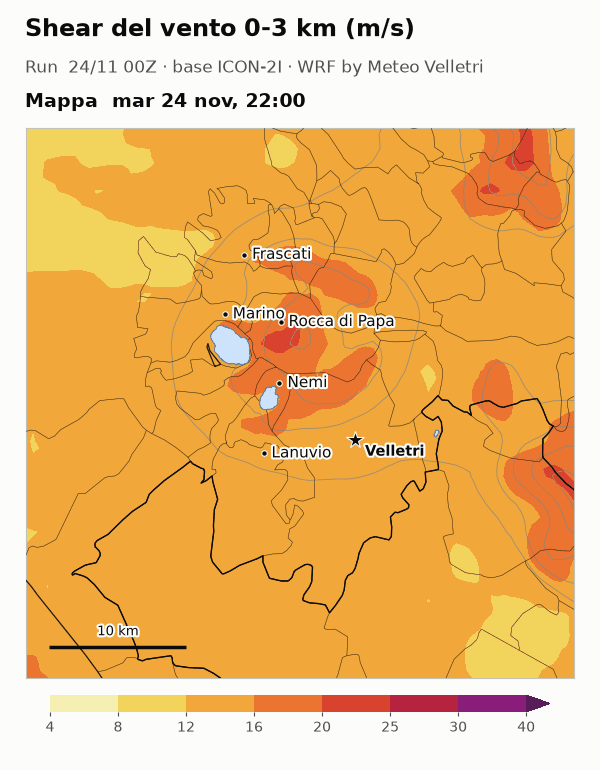 Shear del vento 0-3 km (m/s)
Run 24/11 00Z · base ICON-2I · WRF by Meteo Velletri
Mappa mar 24 nov, 22:00
Frascati
Marino
Rocca di Papa
Nemi
Velletri
Lanuvio
10 km
4 8 12 16 20 25 30 40